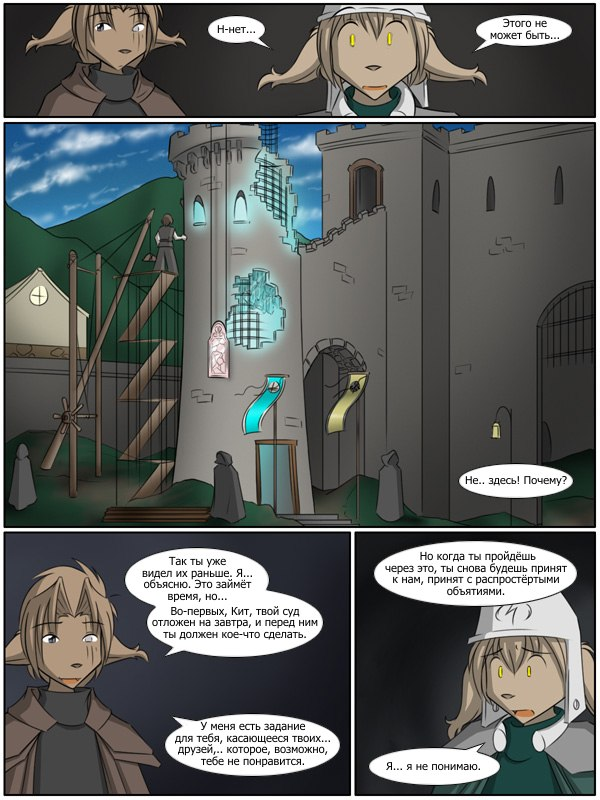 Н-нет...
Этого не
может быть...
Не.. здесь! Почему?
Так ты уже
видел их раньше. Я...
объясню. Это займёт
время, но...
Во-первых, Кит, твой суд
отложен на завтра, и перед ним
ты должен кое-что сделать.
У меня есть задание
для тебя, касающееся твоих...
друзей,.. которое, возможно,
тебе не понравится.
Но когда ты пройдёшь
через это, ты снова будешь принят
к нам, принят с распростёртыми
объятиями.
Я... я не понимаю.